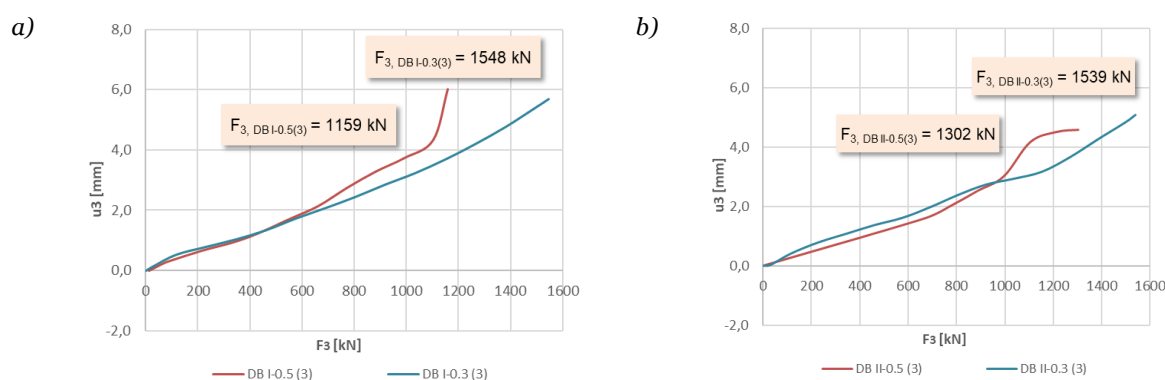 a)
8,0
6,0
4,0
2,0
0,0
-2,0
u3 [mm]
F3, DB I-0.3(3) = 1548 kN
F3, DB I-0.5(3) = 1159 kN
0 200 400 600 800 1000 1200 1400 1600
F3 [kN]
DB I-0.5 (3) DB I-0.3 (3)
b)
8,0
6,0
4,0
2,0
0,0
-2,0
u3 [mm]
F3, DB II-0.3(3) = 1539 kN
F3, DB II-0.5(3) = 1302 kN
0 200 400 600 800 1000 1200 1400 1600
F3 [kN]
DB II-0.5 (3) DB II-0.3 (3)